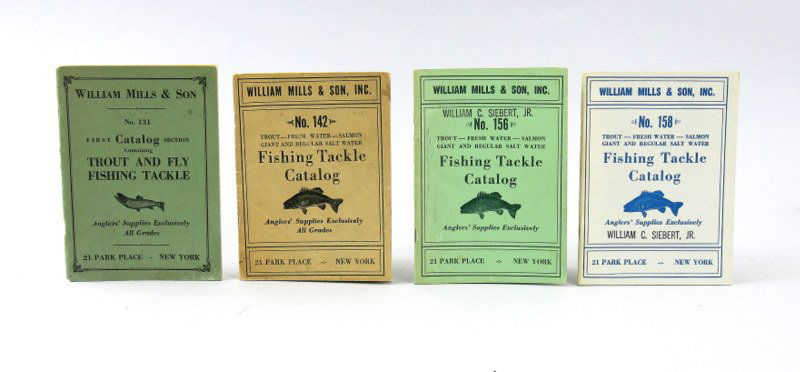 WILLIAM MILLS & SON
No. 131
FIRST Catalog SECTION
Containing
TROUT AND FLY
FISHING TACKLE
Anglers' Supplies Exclusively
All Grades
21 PARK PLACE - NEW YORK
WILLIAM MILLS & SON, INC.
No. 142
TROUT — FRESH WATER — SALMON
GIANT AND REGULAR SALT WATER
Fishing Tackle
Catalog
Anglers' Supplies Exclusively
All Grades
21 PARK PLACE -:- NEW YORK
WILLIAM MILLS & SON, INC.
WILLIAM C. SIEBERT, JR.
No. 156
TROUT — FRESH WATER — SALMON
GIANT AND REGULAR SALT WATER
Fishing Tackle
Catalog
Anglers' Supplies Exclusively
21 PARK PLACE -:- NEW YORK
WILLIAM MILLS & SON, INC.
No. 158
TROUT — FRESH WATER — SALMON
GIANT AND REGULAR SALT WATER
Fishing Tackle
Catalog
Anglers' Supplies Exclusively
WILLIAM C. SIEBERT, JR.
21 PARK PLACE -:- NEW YORK